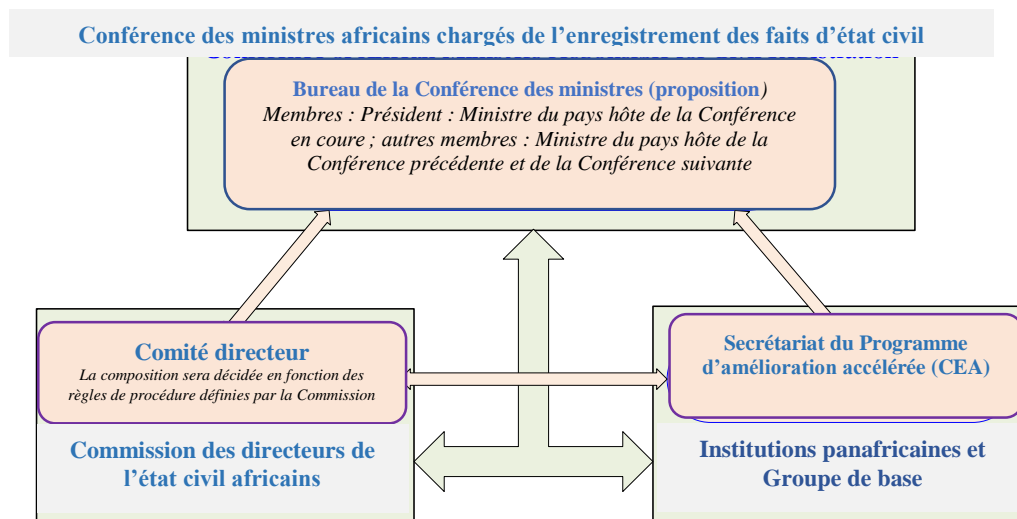 Conférence des ministres africains chargés de l’enregistrement des faits d’état civil
Bureau de la Conférence des ministres (proposition)
Membres : Président : Ministre du pays hôte de la Conférence
en coure ; autres membres : Ministre du pays hôte de la
Conférence précédente et de la Conférence suivante
Comité directeur
La composition sera décidée en fonction des
règles de procédure définies par la Commission
Secrétariat du Programme
d’amélioration accélérée (CEA)
Commission des directeurs de
l’état civil africains
Institutions panafricaines et
Groupe de base